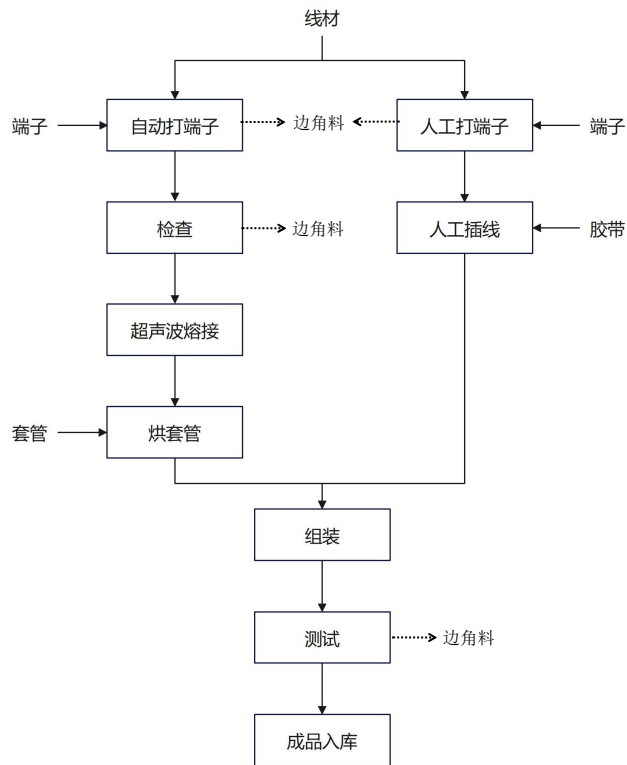 线材
端子
自动打端子
边角料
人工打端子
端子
检查
边角料
人工插线
胶带
超声波熔接
套管
烘套管
组装
测试
边角料
成品入库